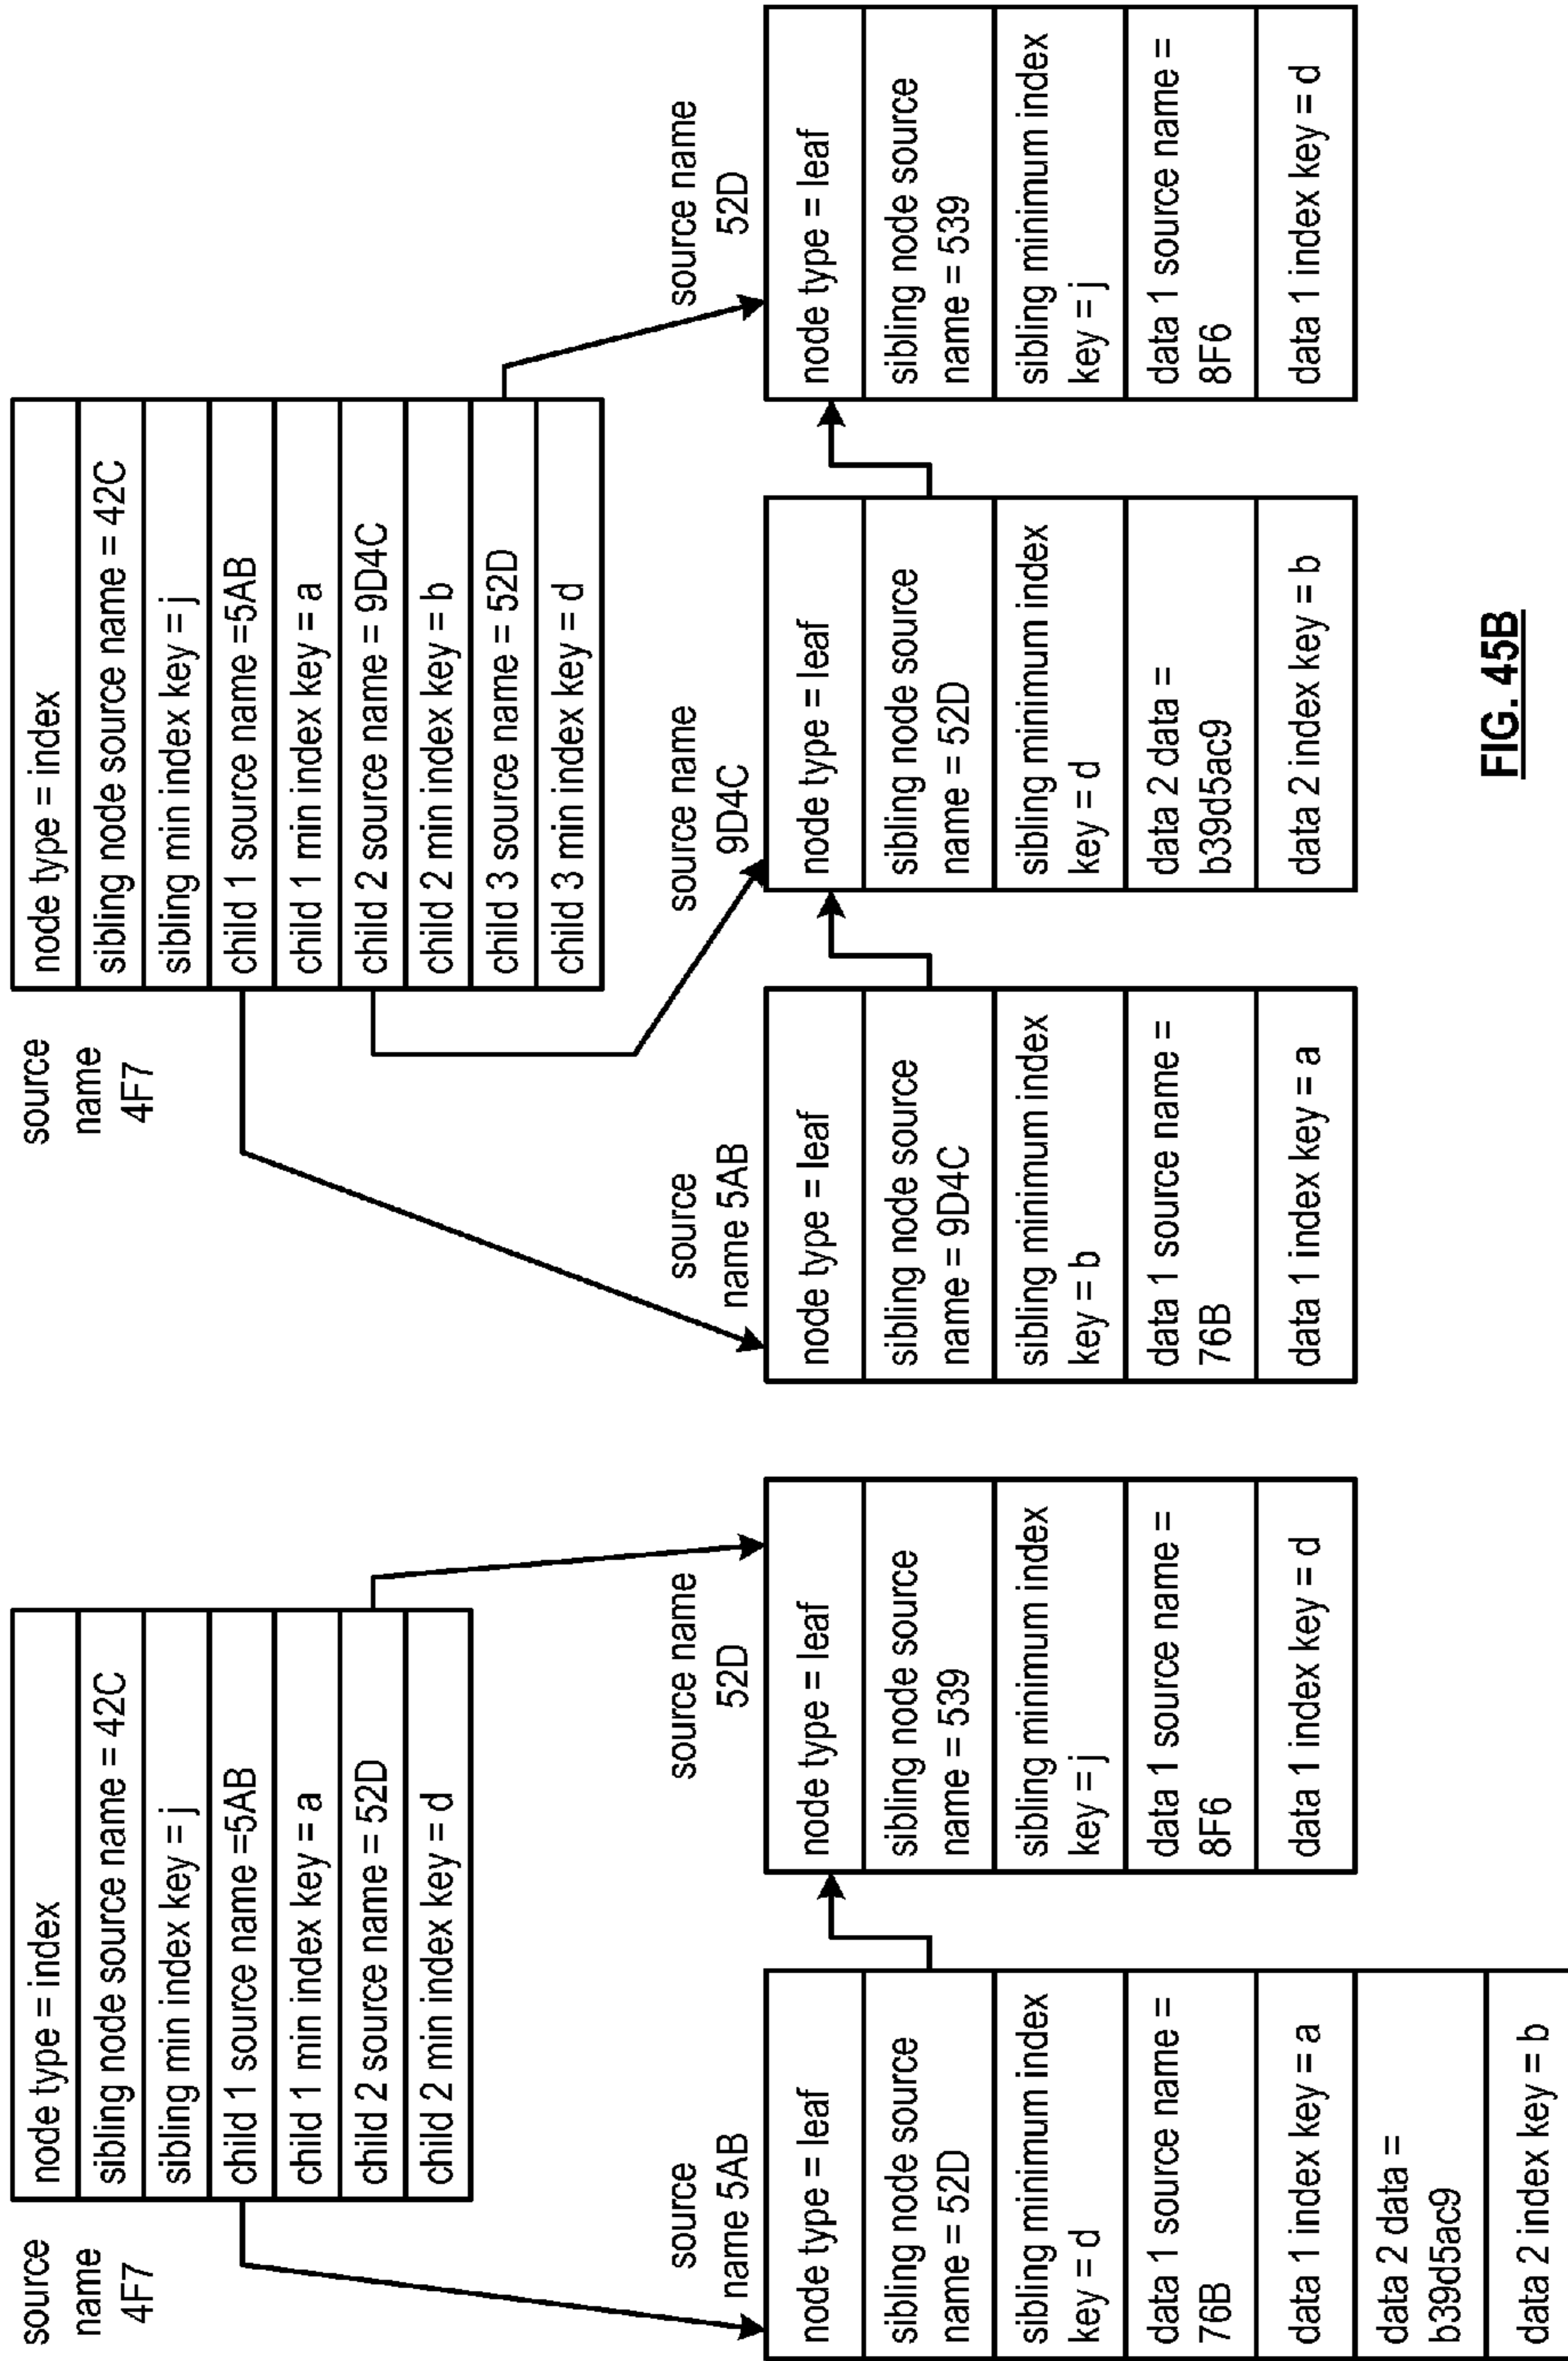 source
name
4F7
node type = index
sibling node source name = 42C
sibling min index key = j
child 1 source name =5AB
child 1 min index key = a
child 2 source name =52D
child 2 min index key = d
source
name 5AB
node type = leaf
sibling node source
name = 52D
sibling minimum index
key = d
data 1 source name =
76B
data 1 index key = a
data 2 data =
b39d5ac9
data 2 index key = b
source name
52D
node type = leaf
sibling node source
name = 539
sibling minimum index
key = j
data 1 source name =
8F6
data 1 index key = d
source
name
4F7
node type = index
sibling node source name = 42C
sibling min index key = j
child 1 source name =5AB
child 1 min index key = a
child 2 source name = 9D4C
child 2 min index key = b
child 3 source name = 52D
child 3 min index key = d
source
name 5AB
node type = leaf
sibling node source
name = 9D4C
sibling minimum index
key = b
data 1 source name =
76B
data 1 index key = a
source name
9D4C
node type = leaf
sibling node source
name = 52D
sibling minimum index
key = d
data 2 data =
b39d5ac9
data 2 index key = b
source name
52D
node type = leaf
sibling node source
name = 539
sibling minimum index
key = j
data 1 source name =
8F6
data 1 index key = d
FIG. 45B